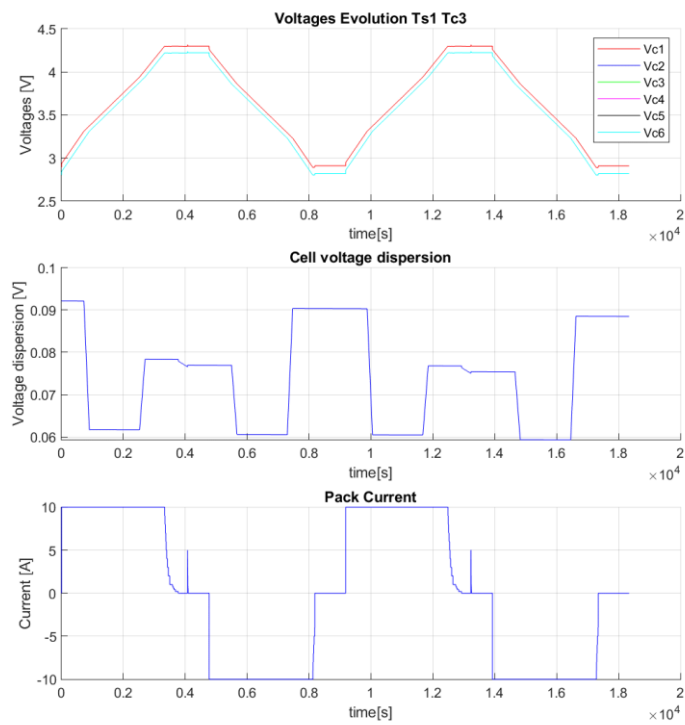 Voltages Evolution Ts1 Tc3
Voltages [V]
4.5
4
3.5
3
2.5
Vc1
Vc2
Vc3
Vc4
Vc5
Vc6
0 0.2 0.4 0.6 0.8 1 1.2 1.4 1.6 1.8 2
time[s]
×10⁴
Cell voltage dispersion
Voltage dispersion [V]
0.1
0.09
0.08
0.07
0.06
0 0.2 0.4 0.6 0.8 1 1.2 1.4 1.6 1.8 2
time[s]
×10⁴
Pack Current
Current [A]
10
5
0
-5
-10
0 0.2 0.4 0.6 0.8 1 1.2 1.4 1.6 1.8 2
time[s]
×10⁴